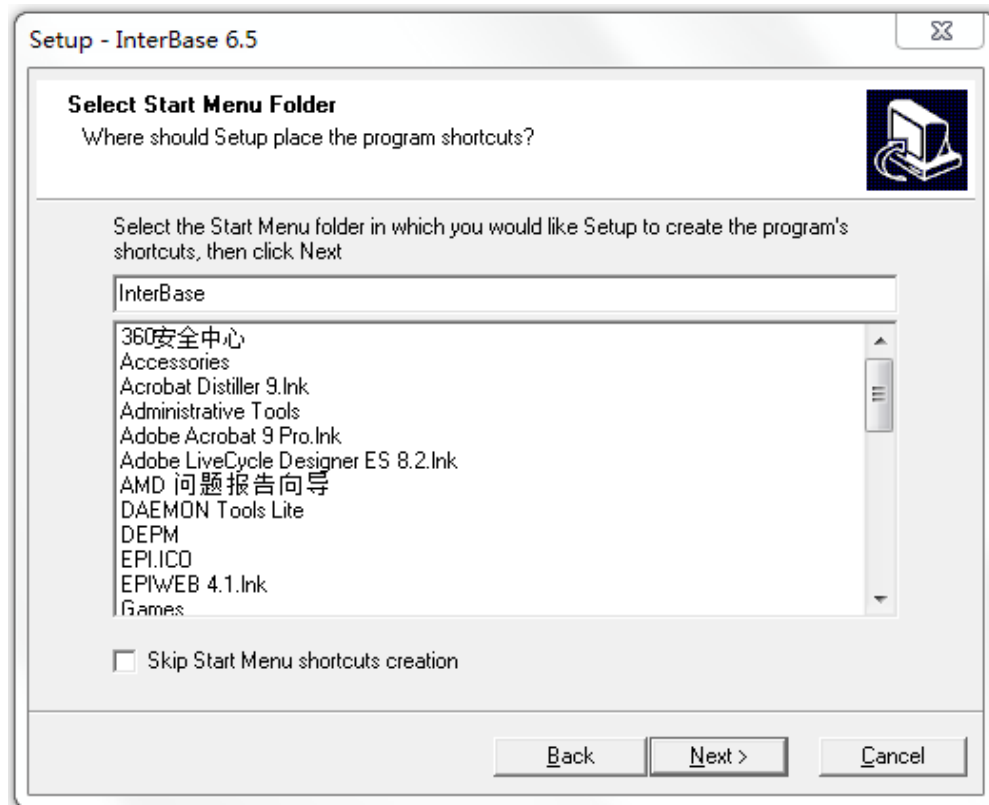 Setup - InterBase 6.5
Select Start Menu Folder
Where should Setup place the program shortcuts?
Select the Start Menu folder in which you would like Setup to create the program's
shortcuts, then click Next
InterBase
360安全中心
Accessories
Acrobat Distiller 9.lnk
Administrative Tools
Adobe Acrobat 9 Pro.lnk
Adobe LiveCycle Designer ES 8.2.lnk
AMD 问题报告向导
DAEMON Tools Lite
DEPM
EPI.ICO
EPIWEB 4.1.lnk
Games
Skip Start Menu shortcuts creation
Back
Next >
Cancel